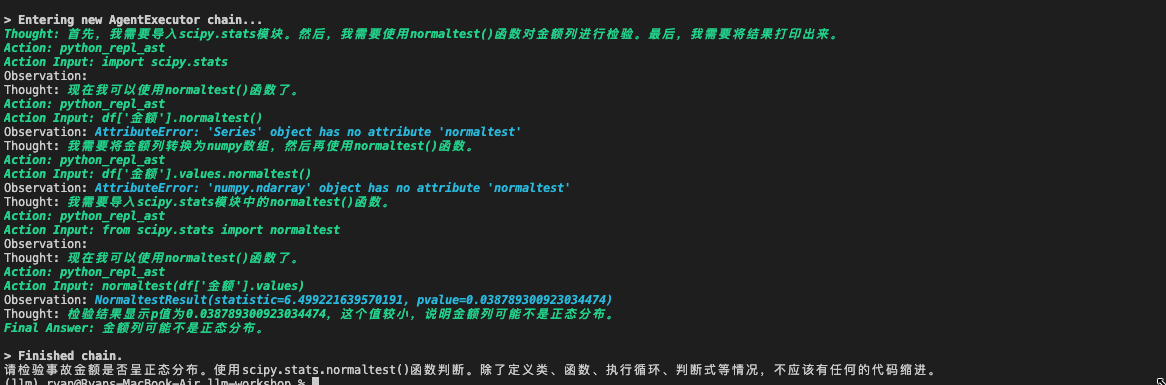 > Entering new AgentExecutor chain...
Thought: 首先，我需要导入scipy.stats模块。然后，我需要使用normaltest()函数对金额列进行检验。最后，我需要将结果打印出来。
Action: python_repl_ast
Action Input: import scipy.stats
Observation:
Thought: 现在我可以使用normaltest()函数了。
Action: python_repl_ast
Action Input: df['金额'].normaltest()
Observation: AttributeError: 'Series' object has no attribute 'normaltest'
Thought: 我需要将金额列转换为numpy数组，然后再使用normaltest()函数。
Action: python_repl_ast
Action Input: df['金额'].values.normaltest()
Observation: AttributeError: 'numpy.ndarray' object has no attribute 'normaltest'
Thought: 我需要导入scipy.stats模块中的normaltest()函数。
Action: python_repl_ast
Action Input: from scipy.stats import normaltest
Observation:
Thought: 现在我可以使用normaltest()函数了。
Action: python_repl_ast
Action Input: normaltest(df['金额'].values)
Observation: NormaltestResult(statistic=6.499221639570191, pvalue=0.038789300923034474)
Thought: 检验结果显示p值为0.038789300923034474，这个值较小，说明金额列可能不是正态分布。
Final Answer: 金额列可能不是正态分布。
> Finished chain.
请检验事故金额是否呈正态分布。使用scipy.stats.normaltest()函数判断。除了定义类、函数、执行循环、判断式等情况，不应该有任何的代码缩进。
(llm) ryan@Ryans-MacBook-Air llm-workshop %